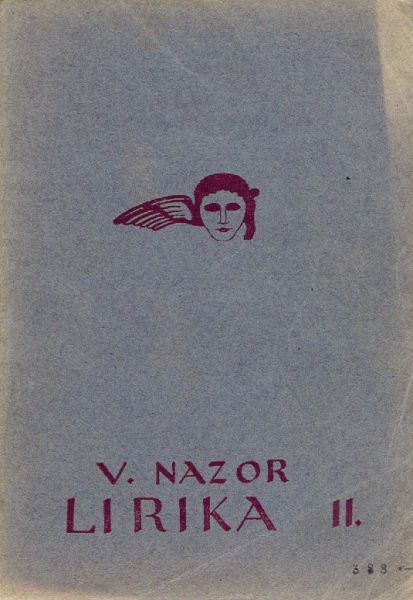 V. NAZOR
LIRIKA II.
388 -